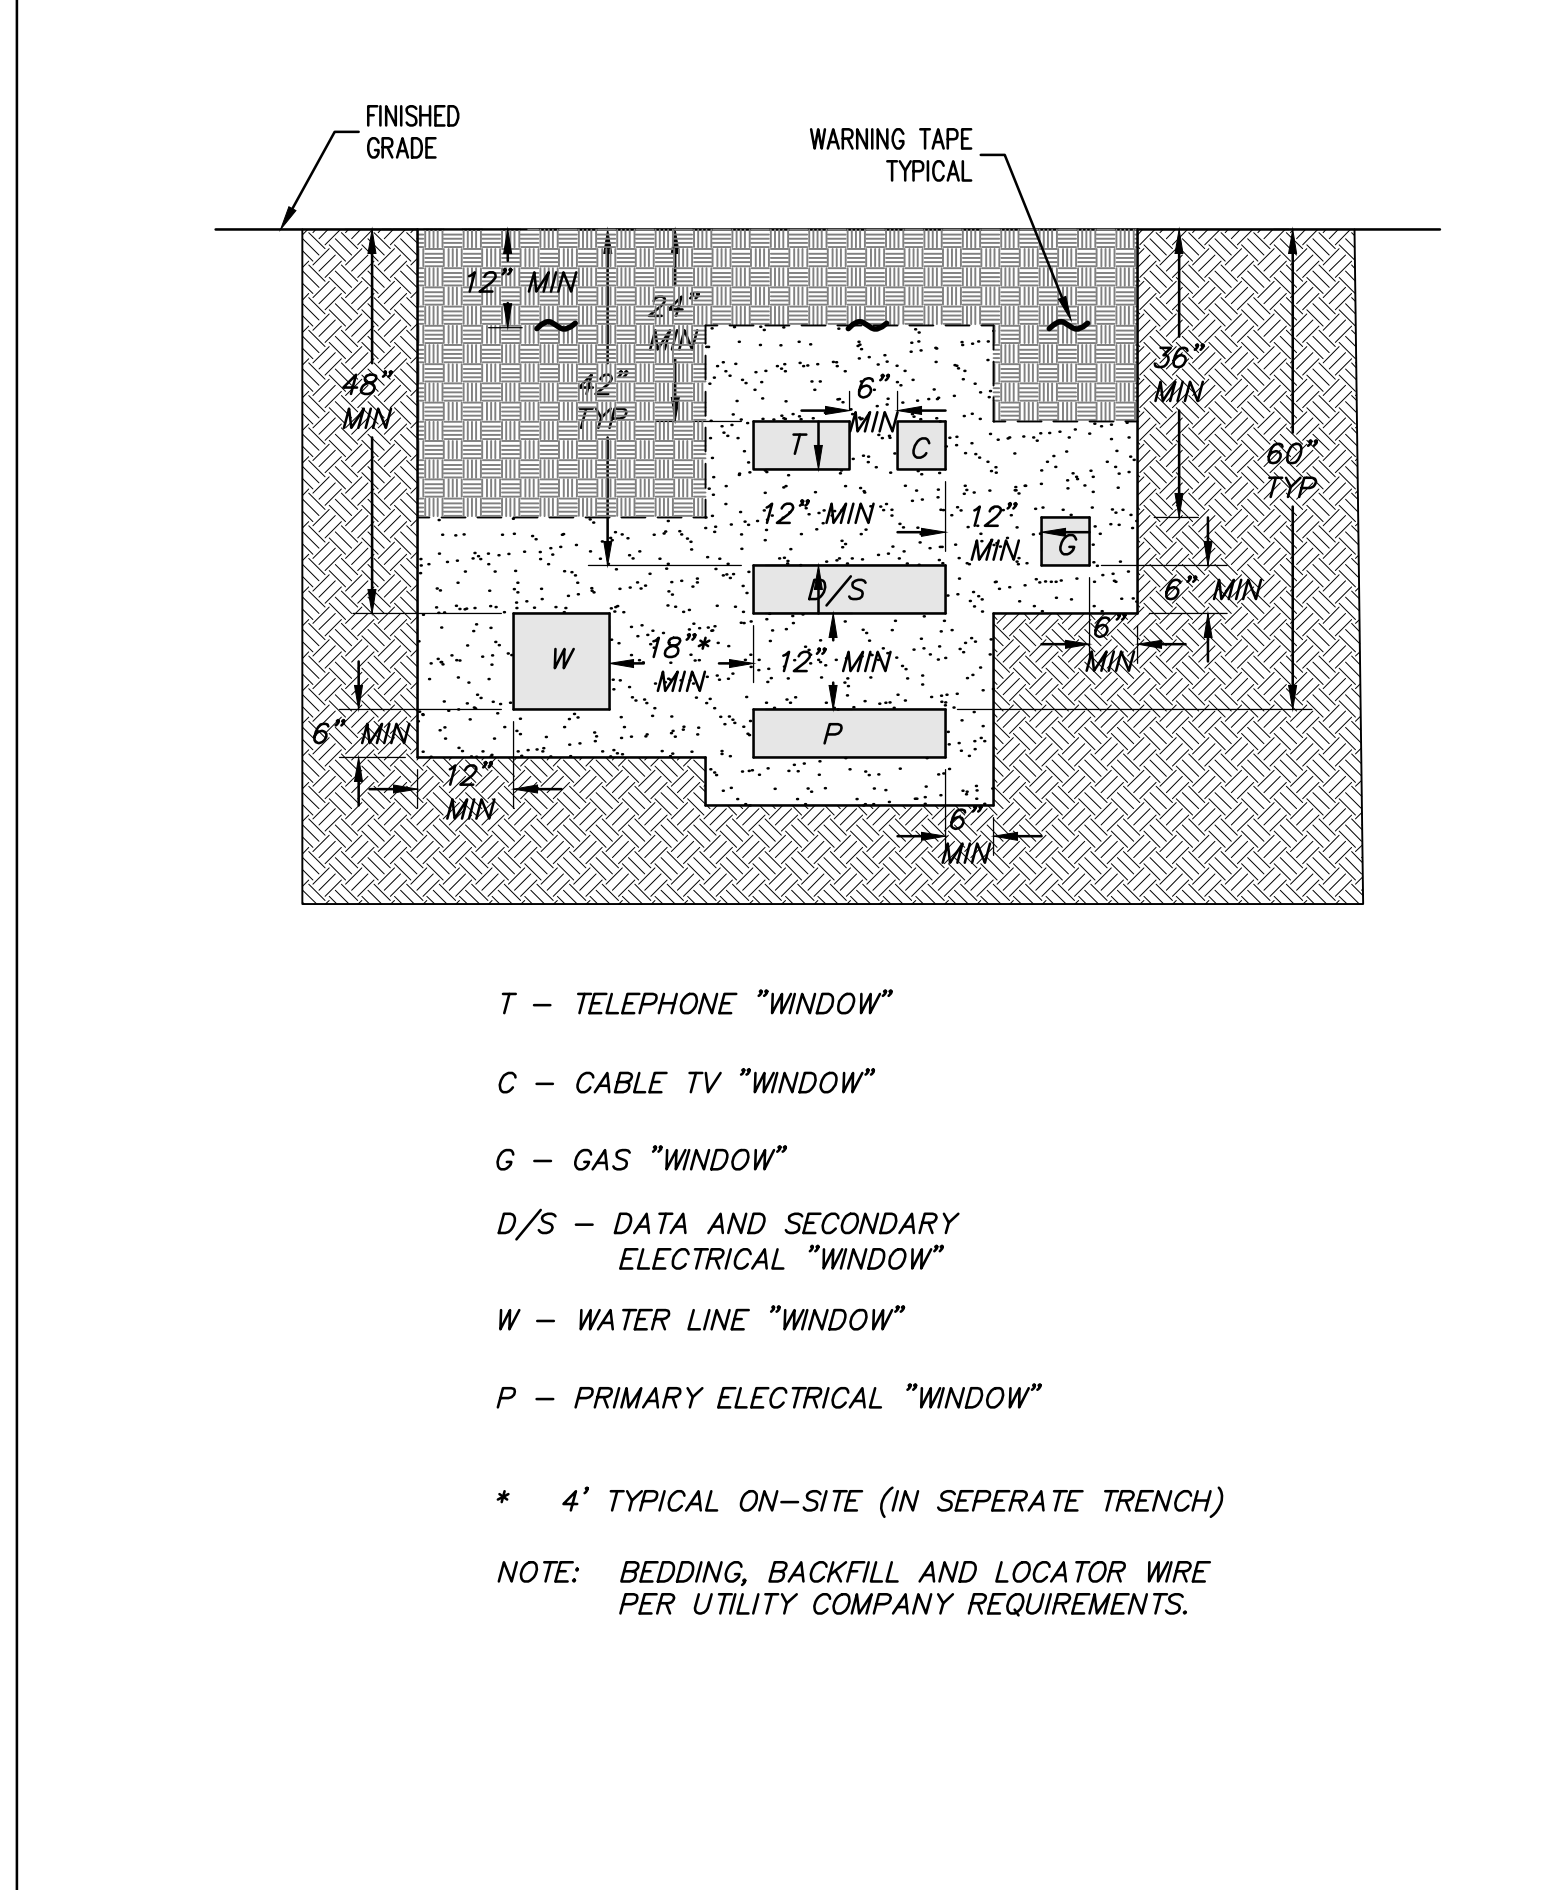 FINISHED
GRADE
WARNING TAPE
TYPICAL
12" MIN
24"
MIN
48"
MIN
42"
TYP
6"
MIN
36"
MIN
60"
TYP
T
C
12" MIN
12"
MIN
G
D/S
6" MIN
6"
MIN
W
18"*
MIN
12" MIN
6" MIN
P
12"
MIN
6"
MIN
T – TELEPHONE "WINDOW"
C – CABLE TV "WINDOW"
G – GAS "WINDOW"
D/S – DATA AND SECONDARY
ELECTRICAL "WINDOW"
W – WATER LINE "WINDOW"
P – PRIMARY ELECTRICAL "WINDOW"
* 4' TYPICAL ON–SITE (IN SEPERATE TRENCH)
NOTE: BEDDING, BACKFILL AND LOCATOR WIRE
PER UTILITY COMPANY REQUIREMENTS.